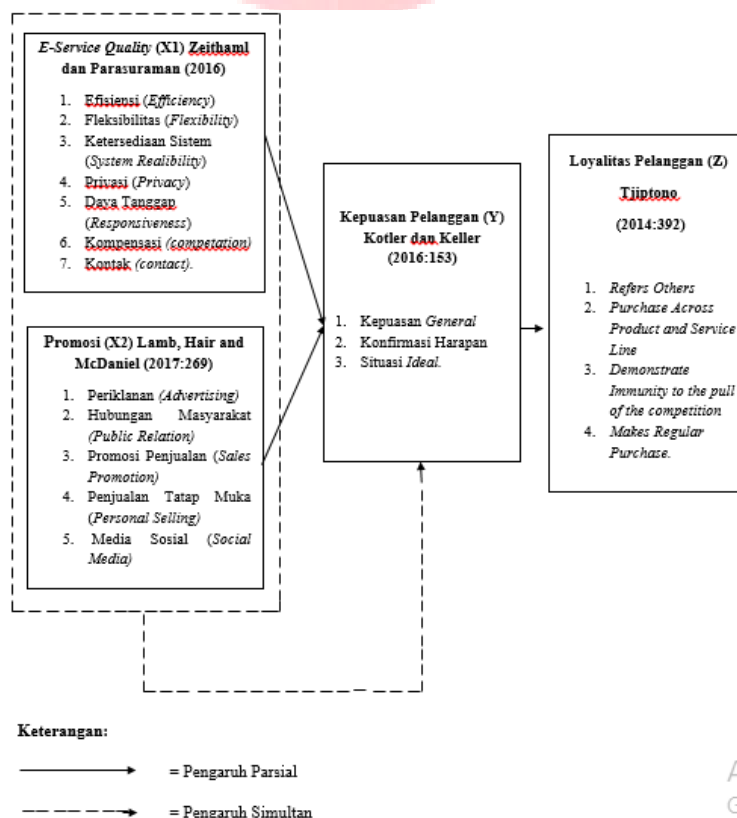 E-Service Quality (X1) Zeithaml
dan Parasuraman (2016)
1. Efisiensi (Efficiency)
2. Fleksibilitas (Flexibility)
3. Ketersediaan Sistem
(System Realibility)
4. Privasi (Privacy)
5. Daya Tanggap
(Responsiveness)
6. Kompensasi (competation)
7. Kontak (contact).
Promosi (X2) Lamb, Hair and
McDaniel (2017:269)
1. Periklanan (Advertising)
2. Hubungan Masyarakat
(Public Relation)
3. Promosi Penjualan (Sales
Promotion)
4. Penjualan Tatap Muka
(Personal Selling)
5. Media Sosial (Social
Media)
Kepuasan Pelanggan (Y)
Kotler dan Keller
(2016:153)
1. Kepuasan General
2. Konfirmasi Harapan
3. Situasi Ideal.
Loyalitas Pelanggan (Z)
Tjiptono
(2014:392)
1. Refers Others
2. Purchase Across
Product and Service
Line
3. Demonstrate
Immunity to the pull
of the competition
4. Makes Regular
Purchase.
Keterangan:
= Pengaruh Parsial
= Pengaruh Simultan